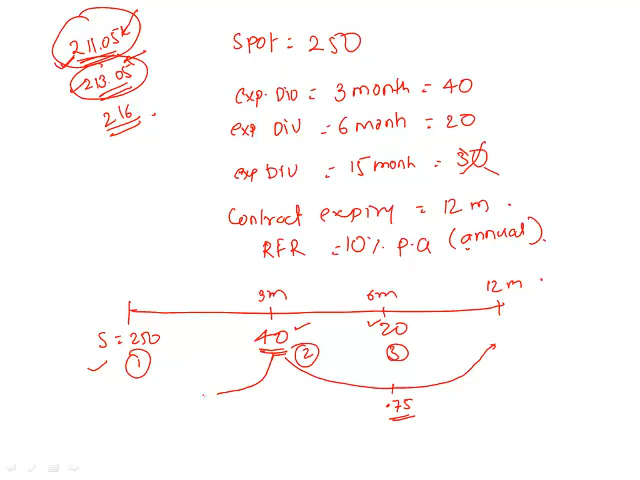 211.05K
213.05
216
Spot = 250
exp. Div = 3 month = 40
exp Div = 6 month = 20
exp Div = 15 month = 30
Contract expiry = 12 m.
RFR = 10% p.a (annual).
3m 6m 12 m.
S = 250 40 20
1 2 3
.75